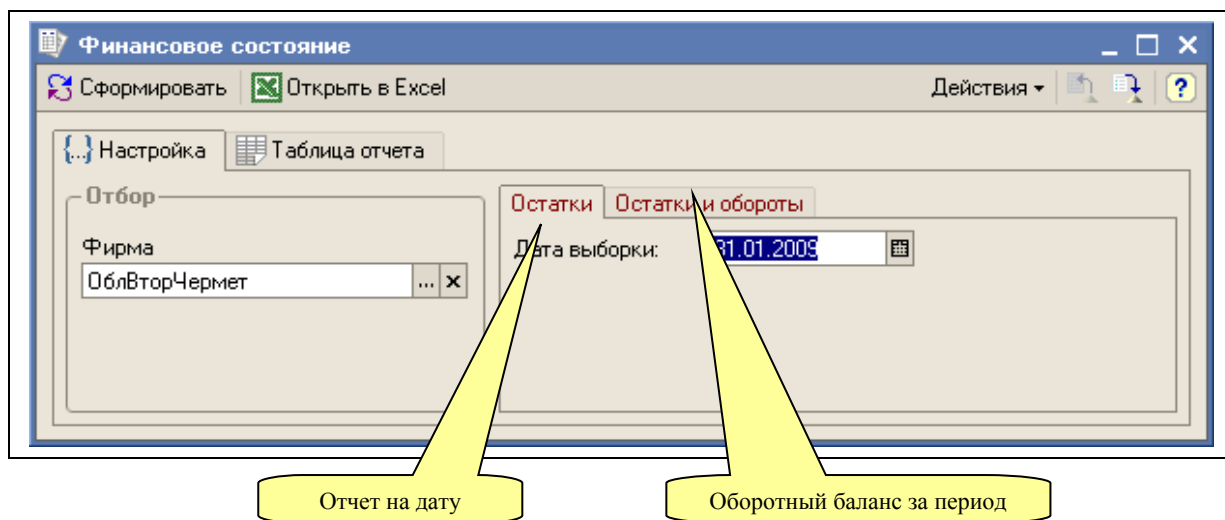 Финансовое состояние
Сформировать Открыть в Excel Действия
{...} Настройка Таблица отчета
Отбор
Остатки Остатки и обороты
Фирма
Дата выборки: 31.01.2009
ОблВторЧермет ... x
Отчет на дату Оборотный баланс за период